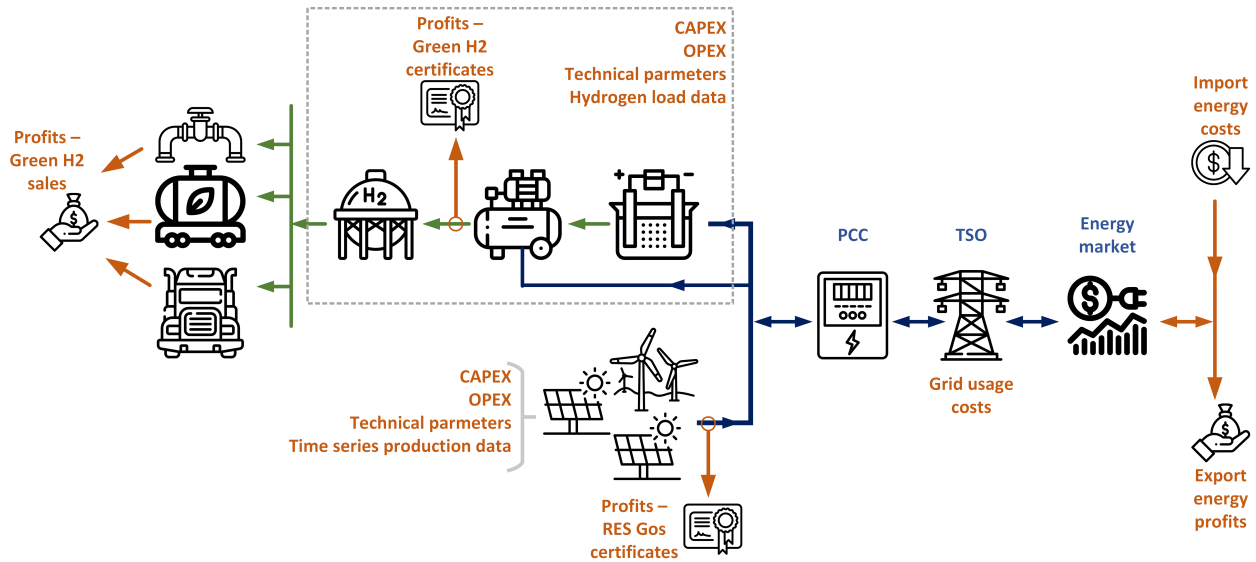 Profits –
Green H2
certificates
CAPEX
OPEX
Technical parmeters
Hydrogen load data
Import
energy
costs
$
Profits –
Green H2
sales
$
H2
+
−
PCC
TSO
Energy
market
$
Grid usage
costs
CAPEX
OPEX
Technical parmeters
Time series production data
$
Export
energy
profits
Profits –
RES Gos
certificates